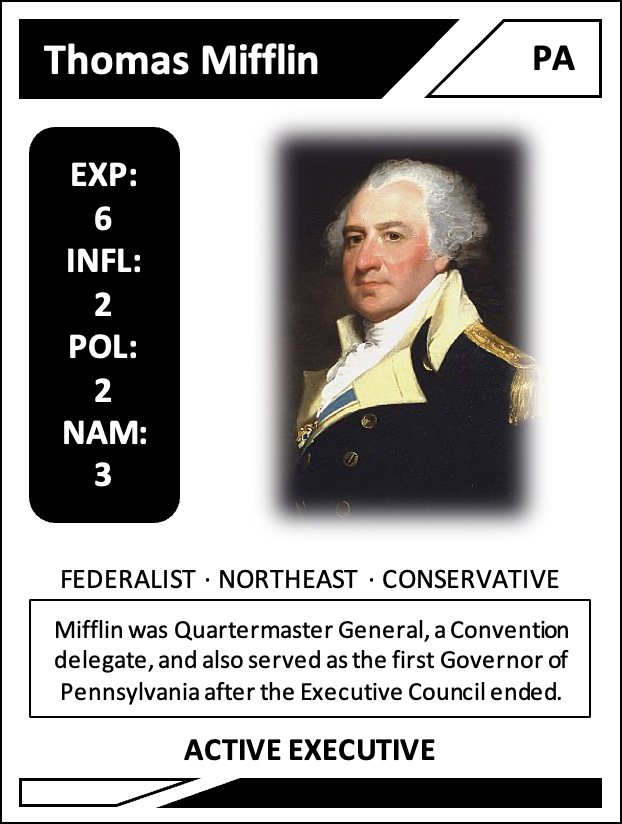 Thomas Mifflin
PA
EXP:
6
INFL:
2
POL:
2
NAM:
3
FEDERALIST · NORTHEAST · CONSERVATIVE
Mifflin was Quartermaster General, a Convention
delegate, and also served as the first Governor of
Pennsylvania after the Executive Council ended.
ACTIVE EXECUTIVE